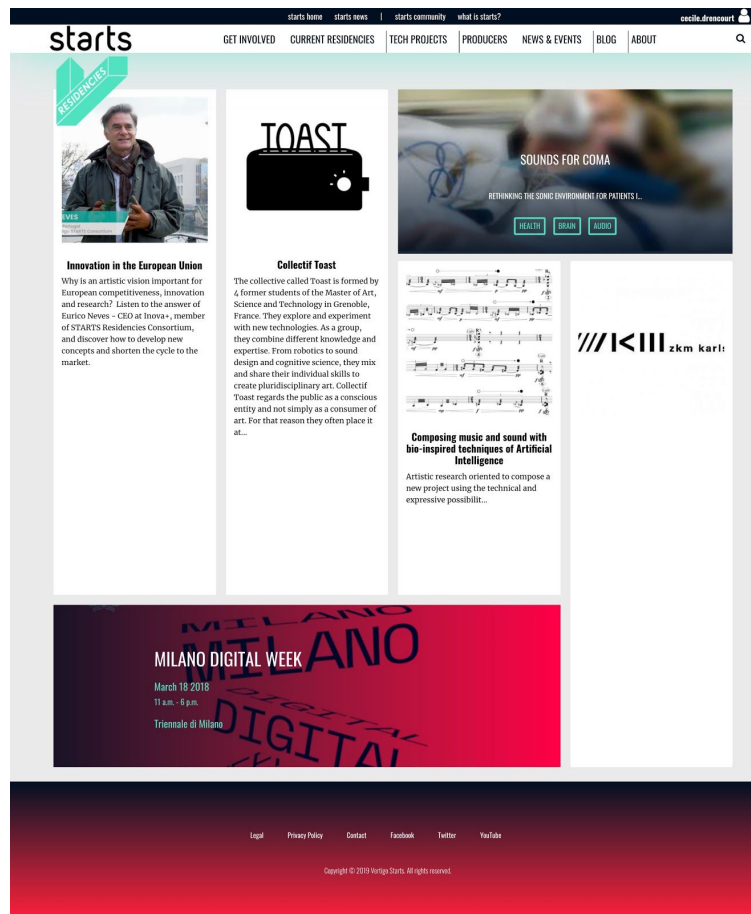 starts home starts news | starts community what is starts?
cecile.drencourt
starts
RESIDENCIES
GET INVOLVED CURRENT RESIDENCIES TECH PROJECTS PRODUCERS NEWS & EVENTS BLOG ABOUT
EVES
Portugal
Innovation in the European Union
Why is an artistic vision important for
European competitiveness, innovation
and research? Listen to the answer of
Eurico Neves - CEO at Inova+, member
of STARTS Residencies Consortium,
and discover how to develop new
concepts and shorten the cycle to the
market.
TOAST
Collectif Toast
The collective called Toast is formed by
4 former students of the Master of Art,
Science and Technology in Grenoble,
France. They explore and experiment
with new technologies. As a group,
they combine different knowledge and
expertise. From robotics to sound
design and cognitive science, they mix
and share their individual skills to
create pluridisciplinary art. Collectif
Toast regards the public as a conscious
entity and not simply as a consumer of
art. For that reason they often place it
at...
SOUNDS FOR COMA
RETHINKING THE SONIC ENVIRONMENT FOR PATIENTS I...
HEALTH BRAIN AUDIO
Composing music and sound with
bio-inspired techniques of Artificial
Intelligence
Artistic research oriented to compose a
new project using the technical and
expressive possibilit...
zkm karls
MILANO
MILANO
DIGITAL
DIGITAL
MILANO DIGITAL WEEK
March 18 2018
11 a.m. - 6 p.m.
Triennale di Milano
Legal Privacy Policy Contact Facebook Twitter YouTube
Copyright © 2019 Vertigo Starts. All rights reserved.